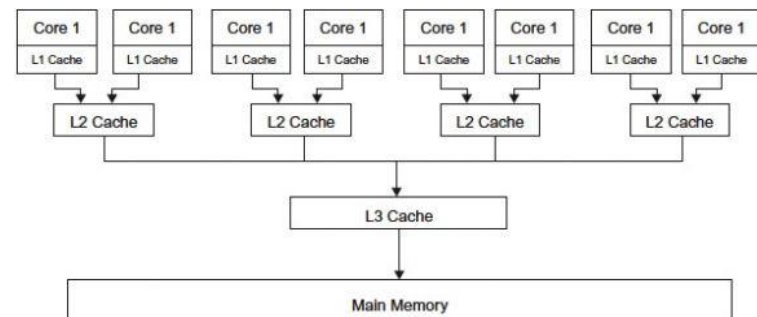 Core 1 Core 1 Core 1 Core 1 Core 1 Core 1 Core 1 Core 1
L1 Cache L1 Cache L1 Cache L1 Cache L1 Cache L1 Cache L1 Cache L1 Cache
L2 Cache L2 Cache L2 Cache L2 Cache
L3 Cache
Main Memory